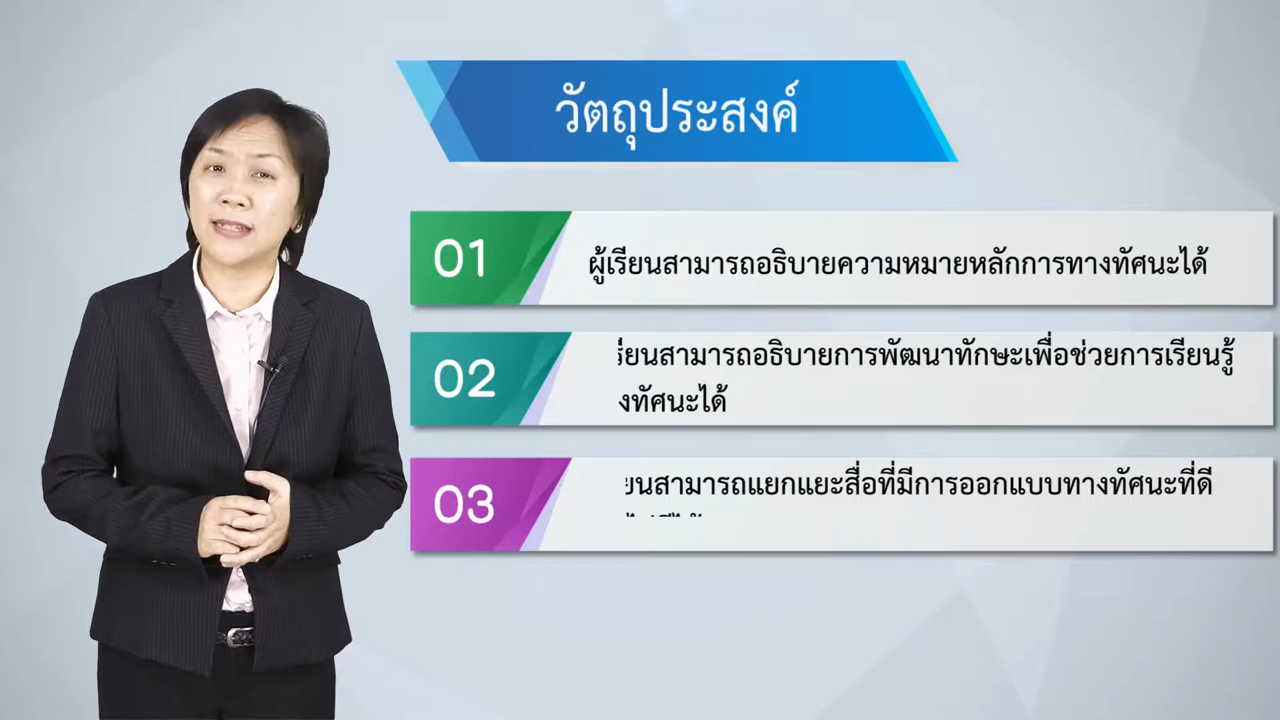 วัตถุประสงค์
01
ผู้เรียนสามารถอธิบายความหมายหลักการทางทัศนะได้
02
รียนสามารถอธิบายการพัฒนาทักษะเพื่อช่วยการเรียนรู้
งทัศนะได้
03
ยนสามารถแยกแยะสื่อที่มีการออกแบบทางทัศนะที่ดี